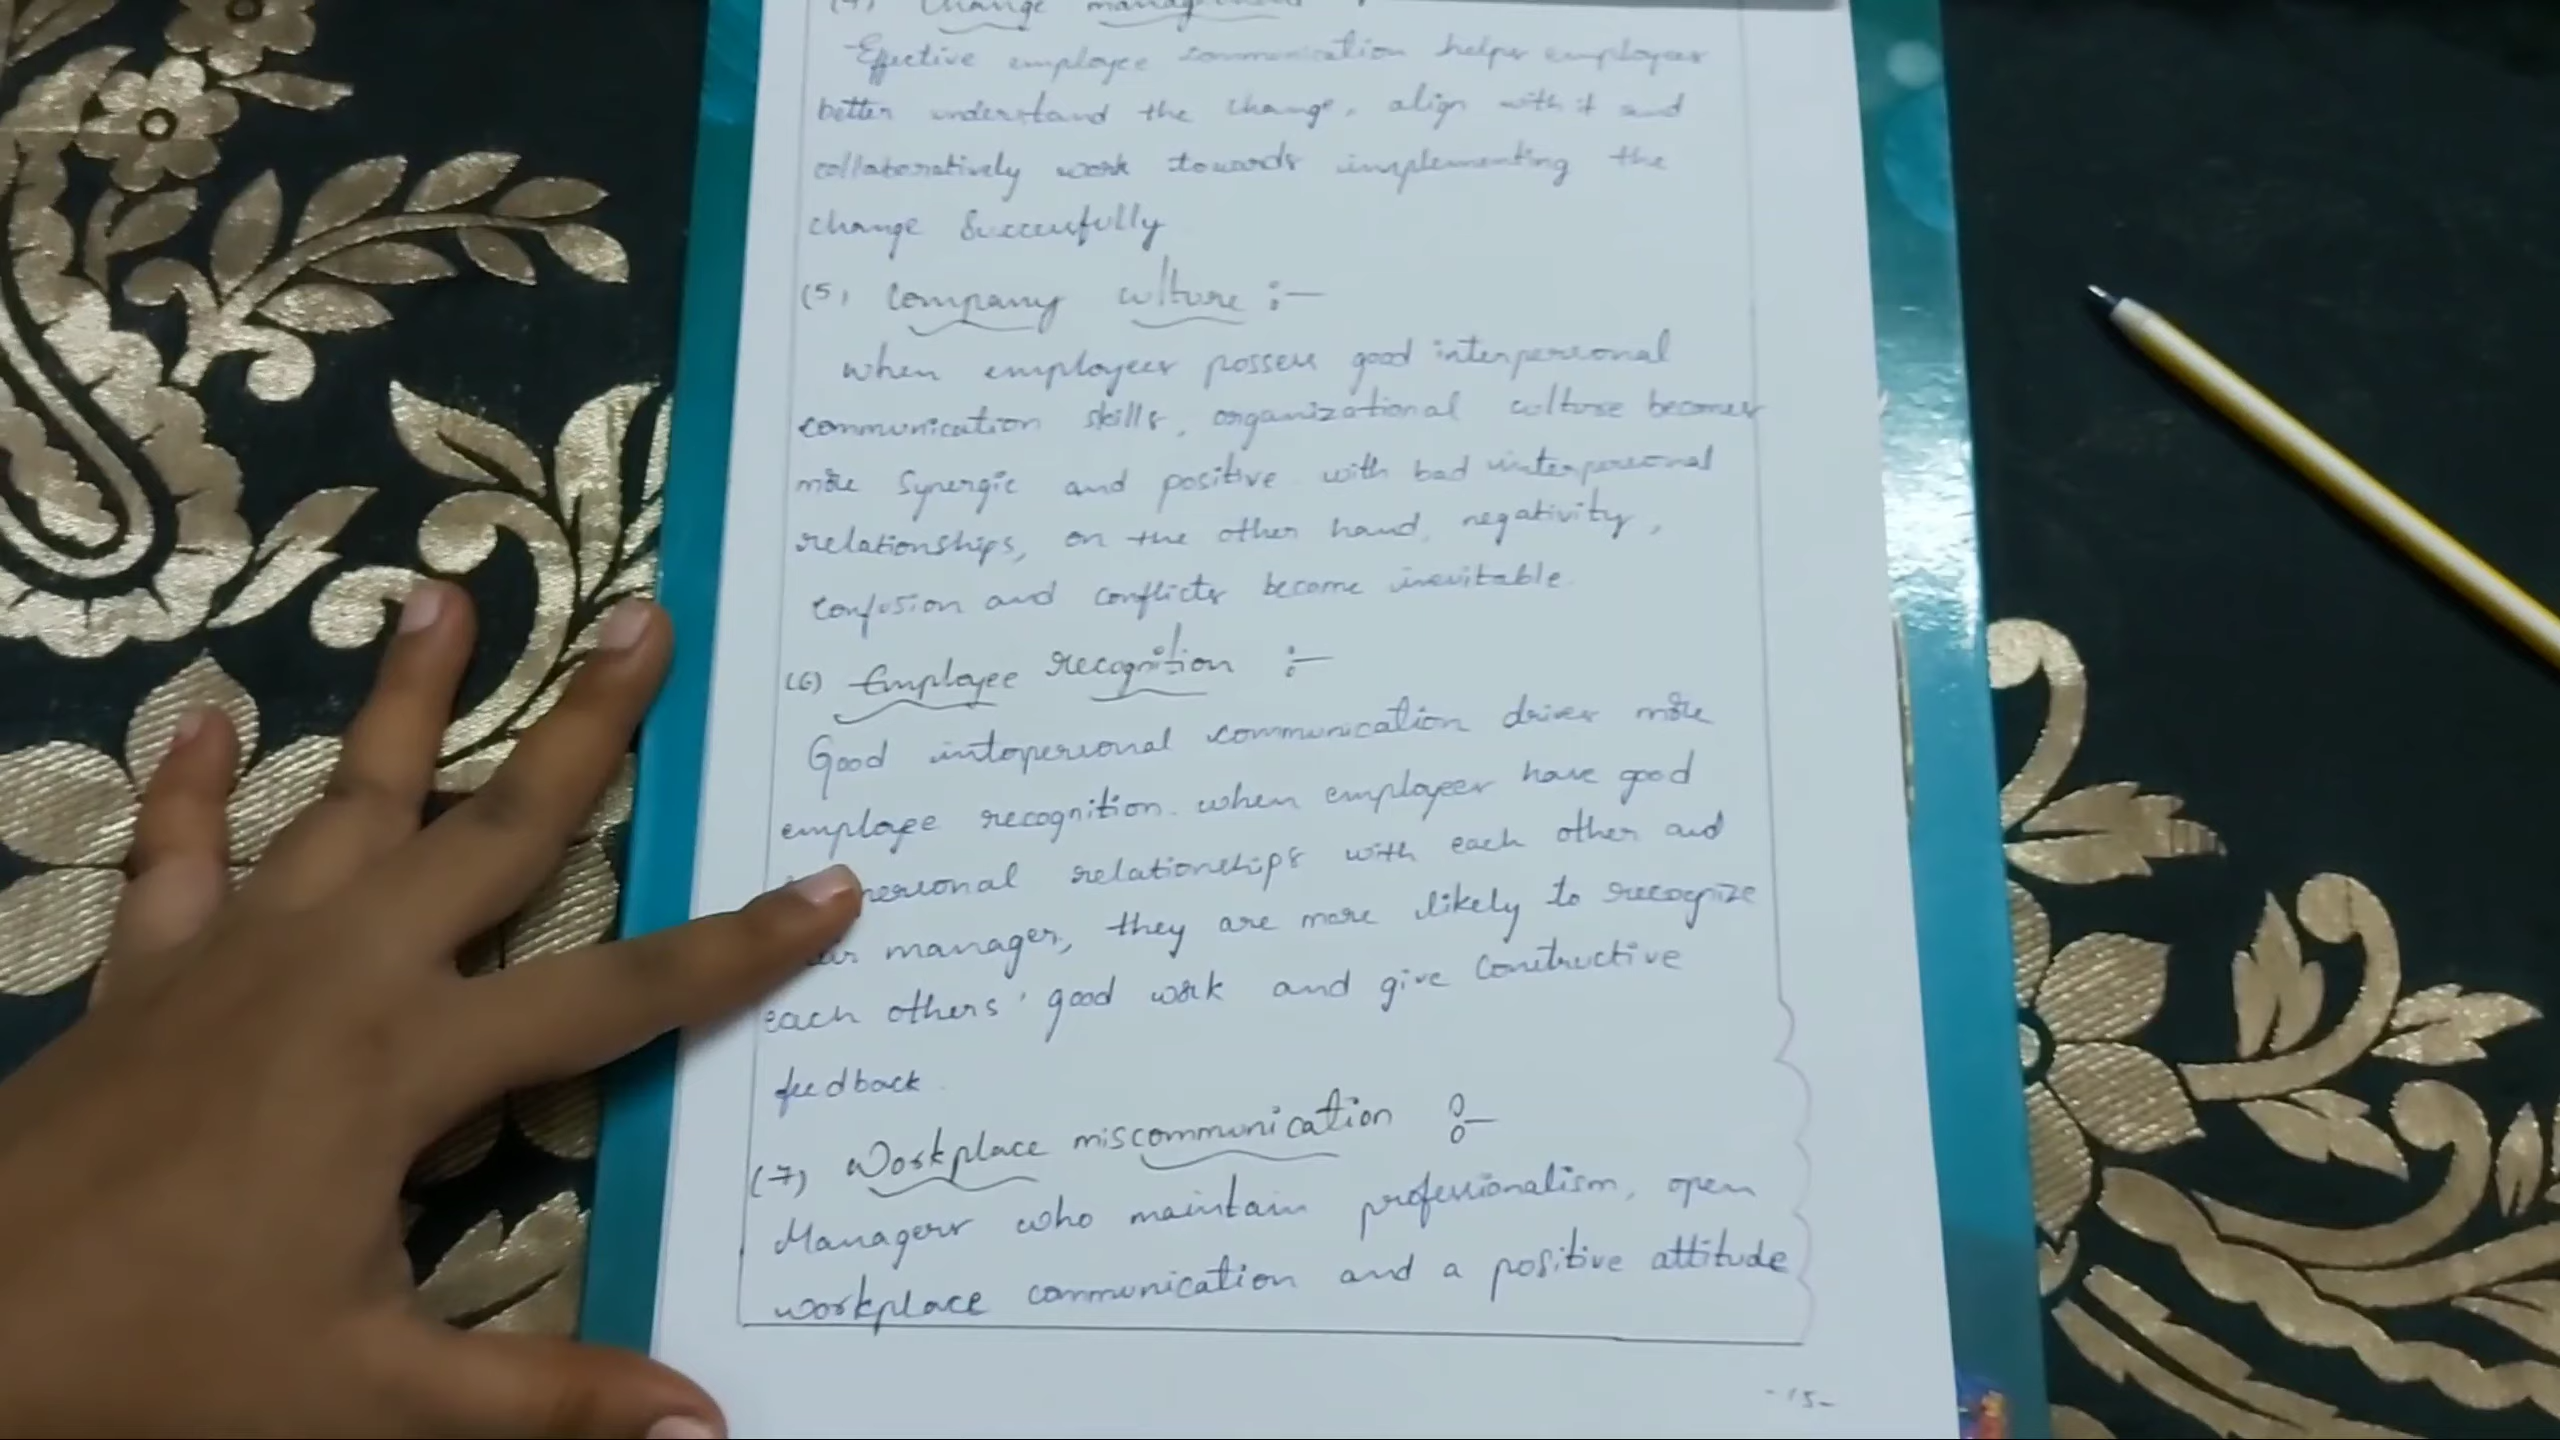 (4) Change management
Effective employee communication helps employees
better understand the change, align with it and
collaboratively work towards implementing the
change Successfully
(5) Company culture :-
when employees possess good interpersonal
communication skills, organizational culture becomes
more Synergic and positive. with bad interpersonal
relationships, on the other hand, negativity,
confusion and conflicts become inevitable.
(6) Employee recognition :-
Good intopersonal communication drives more
employee recognition. when employees have good
personal relationships with each other and
manager, they are more likely to recognize
each others' good work and give constructive
feedback.
(7) Workplace miscommunication :-
Managers who maintain professionalism, open
workplace communication and a positive attitude
-15-